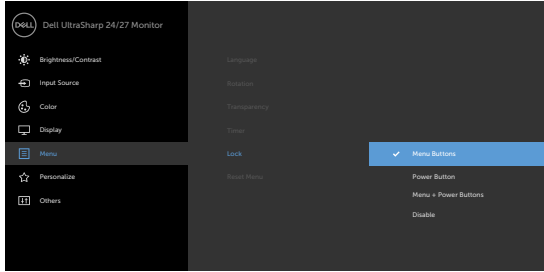 DELL
Dell UltraSharp 24/27 Monitor
Brightness/Contrast
Input Source
Color
Display
Menu
Personalize
Others
Language
Rotation
Transparency
Timer
Lock
Reset Menu
Menu Buttons
Power Button
Menu + Power Buttons
Disable